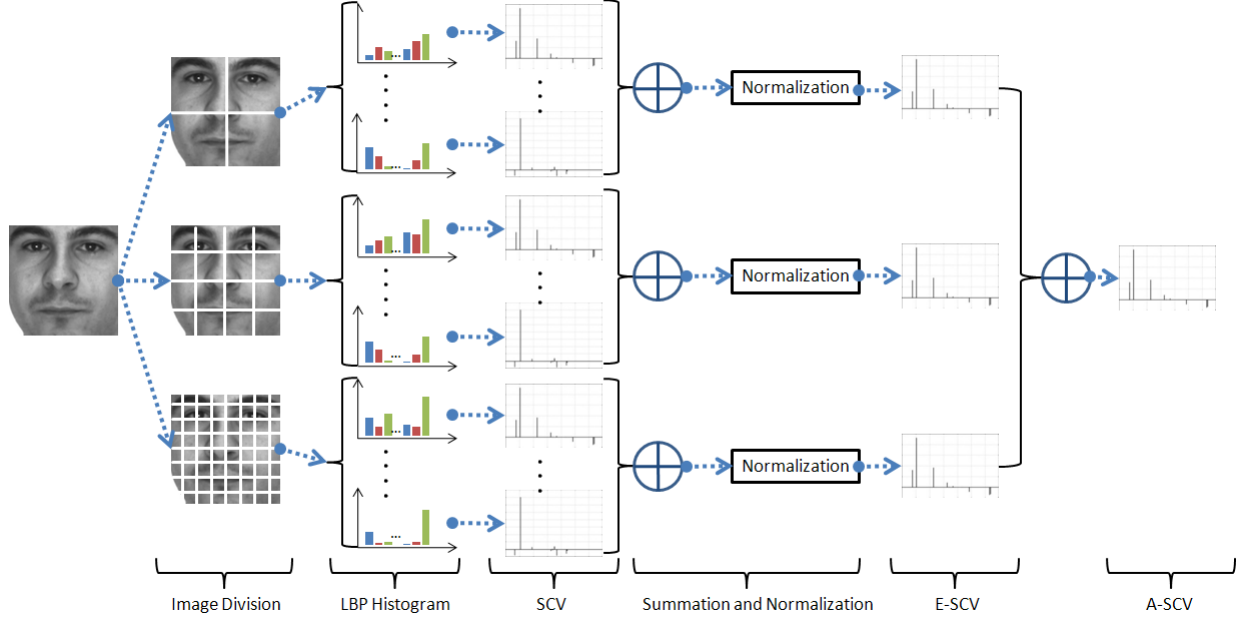 Normalization
Normalization
Normalization
Image Division
LBP Histogram
SCV
Summation and Normalization
E-SCV
A-SCV